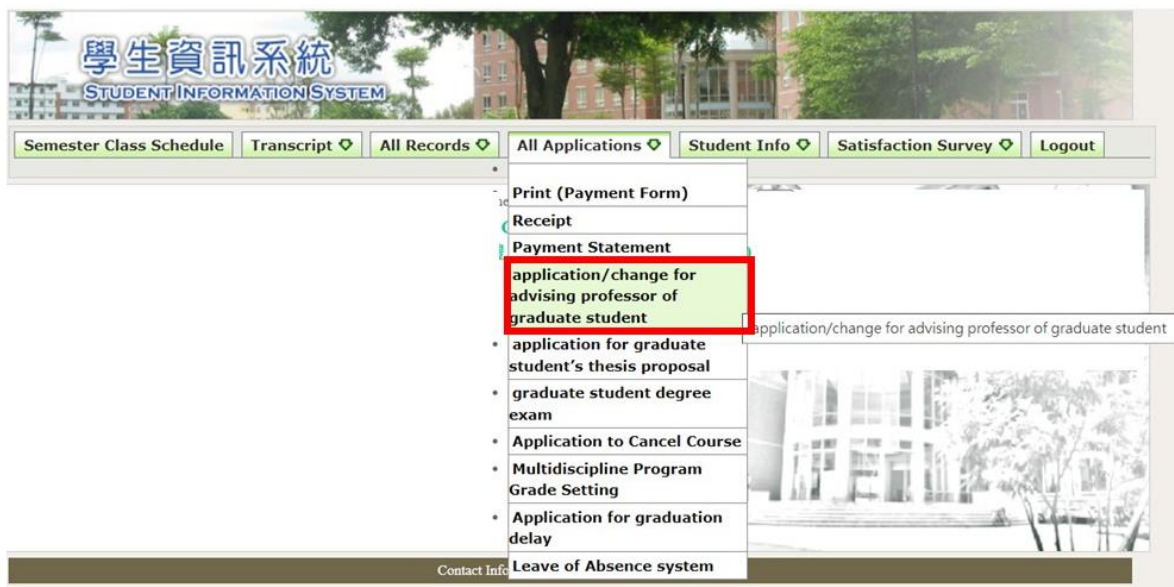 學生資訊系統
STUDENT INFORMATION SYSTEM
Semester Class Schedule Transcript All Records All Applications Student Info Satisfaction Survey Logout
Print (Payment Form)
Receipt
Payment Statement
application/change for
advising professor of
graduate student
application/change for advising professor of graduate student
application for graduate
student's thesis proposal
graduate student degree
exam
Application to Cancel Course
Multidiscipline Program
Grade Setting
Application for graduation
delay
Leave of Absence system
Contact